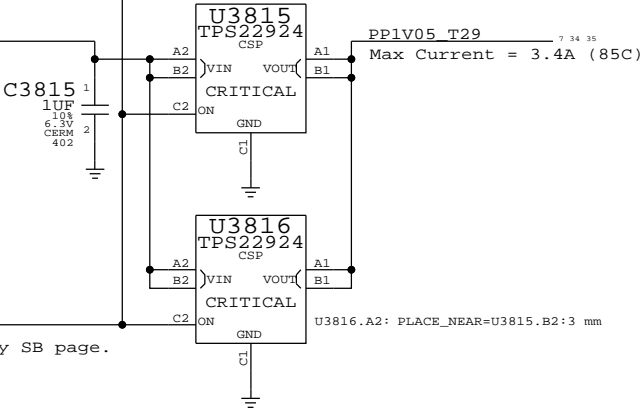 U3815
TPS22924
CSP
A2
B2
C2
VIN
ON
VOUT
A1
B1
CRITICAL
GND
C1
PP1V05_T29
7 34 35
Max Current = 3.4A (85C)
C3815
1
1UF
10%
6.3V
CERM
402
2
U3816
TPS22924
CSP
A2
B2
C2
VIN
ON
VOUT
A1
B1
CRITICAL
GND
C1
U3816.A2: PLACE_NEAR=U3815.B2:3 mm
y SB page.